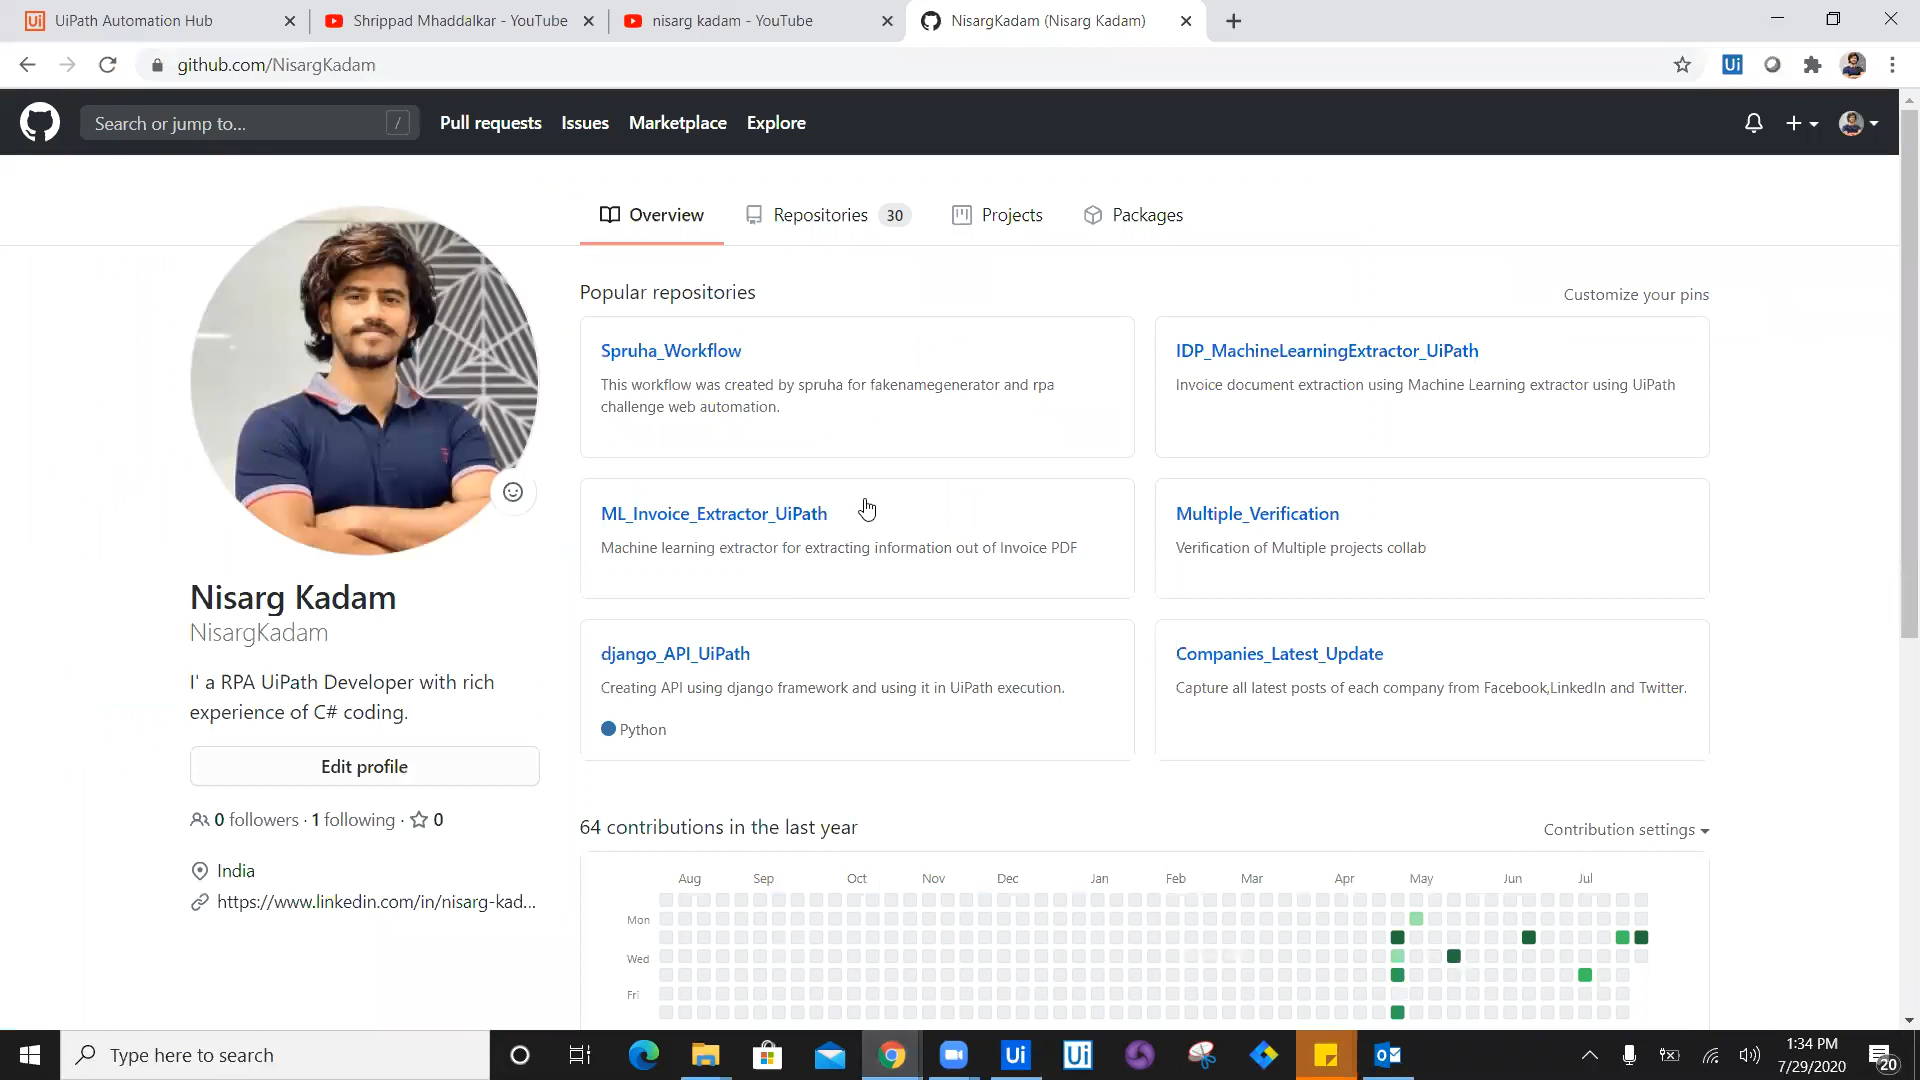 UiPath Automation Hub
Shrippad Mhaddalkar - YouTube
nisarg kadam - YouTube
NisargKadam (Nisarg Kadam)
github.com/NisargKadam
Ui
Search or jump to...
/
Pull requests
Issues
Marketplace
Explore
Overview
Repositories 30
Projects
Packages
Popular repositories
Customize your pins
Spruha_Workflow
This workflow was created by spruha for fakenamegenerator and rpa
challenge web automation.
IDP_MachineLearningExtractor_UiPath
Invoice document extraction using Machine Learning extractor using UiPath
ML_Invoice_Extractor_UiPath
Machine learning extractor for extracting information out of Invoice PDF
Multiple_Verification
Verification of Multiple projects collab
django_API_UiPath
Creating API using django framework and using it in UiPath execution.
Python
Companies_Latest_Update
Capture all latest posts of each company from Facebook,LinkedIn and Twitter.
Nisarg Kadam
NisargKadam
I' a RPA UiPath Developer with rich
experience of C# coding.
Edit profile
0 followers · 1 following · 0
India
https://www.linkedin.com/in/nisarg-kad...
64 contributions in the last year
Contribution settings
Aug Sep Oct Nov Dec Jan Feb Mar Apr May Jun Jul
Mon
Wed
Fri
Type here to search
Ui
Ui
1:34 PM
7/29/2020
20